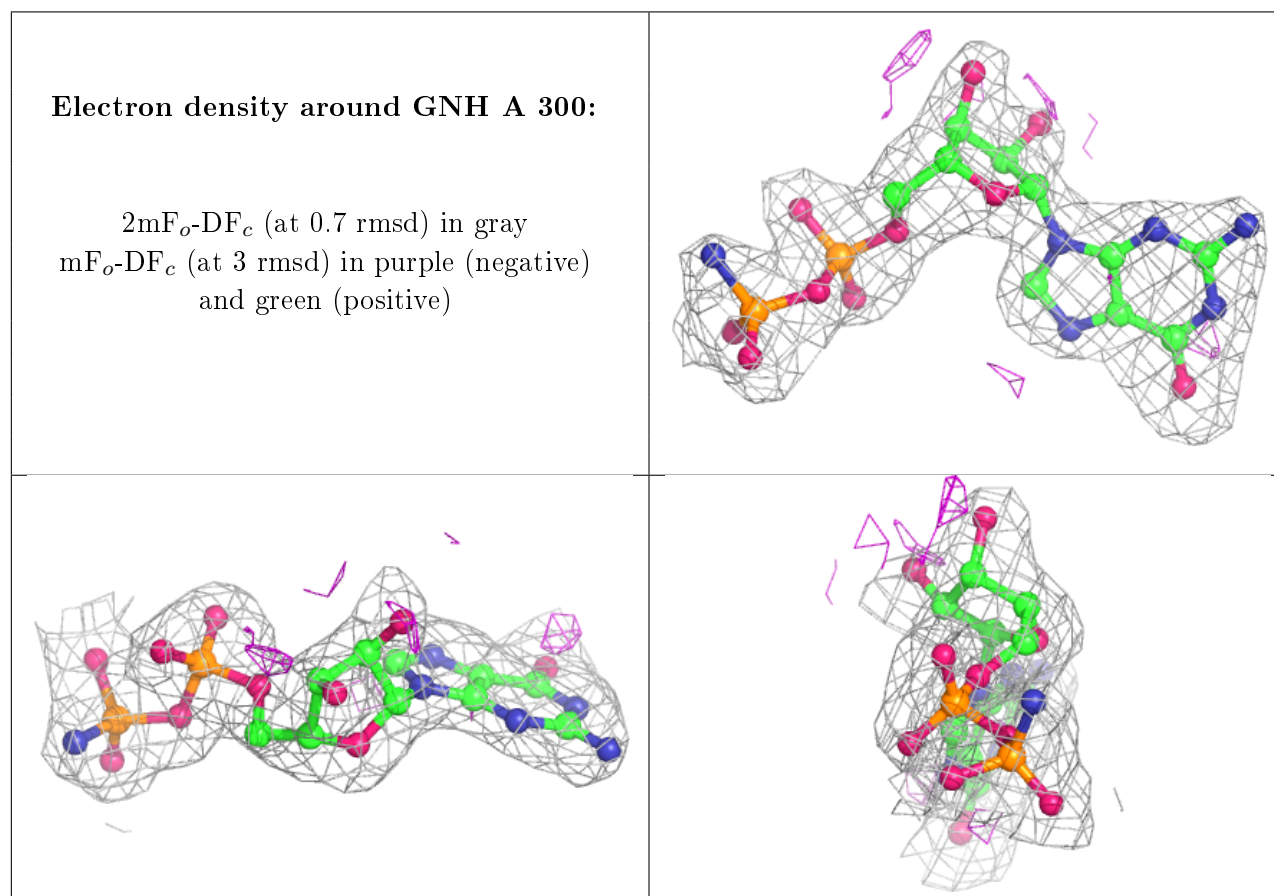 Electron density around GNH A 300:
2mFₒ-DF𝒸 (at 0.7 rmsd) in gray
mFₒ-DF𝒸 (at 3 rmsd) in purple (negative)
and green (positive)